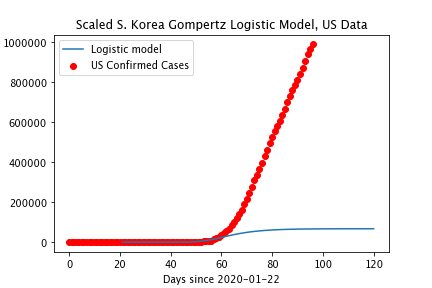 Scaled S. Korea Gompertz Logistic Model, US Data
Logistic model
US Confirmed Cases
1000000
800000
600000
400000
200000
0
0 20 40 60 80 100 120
Days since 2020-01-22